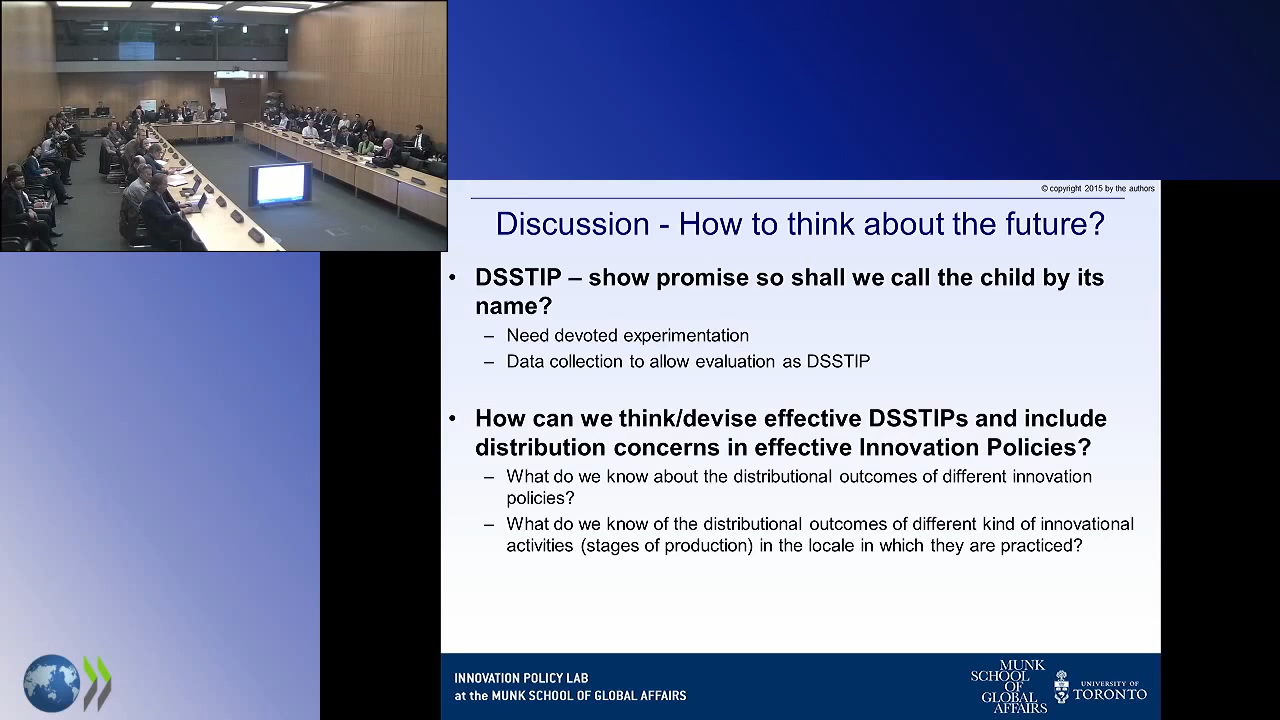 © copyright 2015 by the authors
Discussion - How to think about the future?
• DSSTIP – show promise so shall we call the child by its
name?
– Need devoted experimentation
– Data collection to allow evaluation as DSSTIP
• How can we think/devise effective DSSTIPs and include
distribution concerns in effective Innovation Policies?
– What do we know about the distributional outcomes of different innovation
policies?
– What do we know of the distributional outcomes of different kind of innovational
activities (stages of production) in the locale in which they are practiced?
INNOVATION POLICY LAB
at the MUNK SCHOOL OF GLOBAL AFFAIRS
MUNK
SCHOOL
OF
GLOBAL
AFFAIRS
UNIVERSITY OF
TORONTO